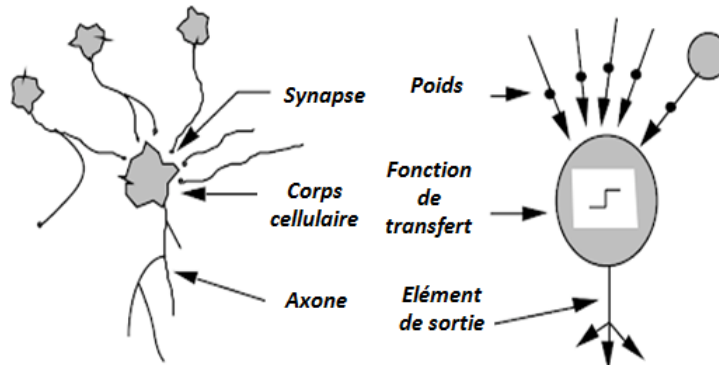 Synapse
Corps
cellulaire
Axone
Poids
Fonction
de
transfert
Elément
de sortie